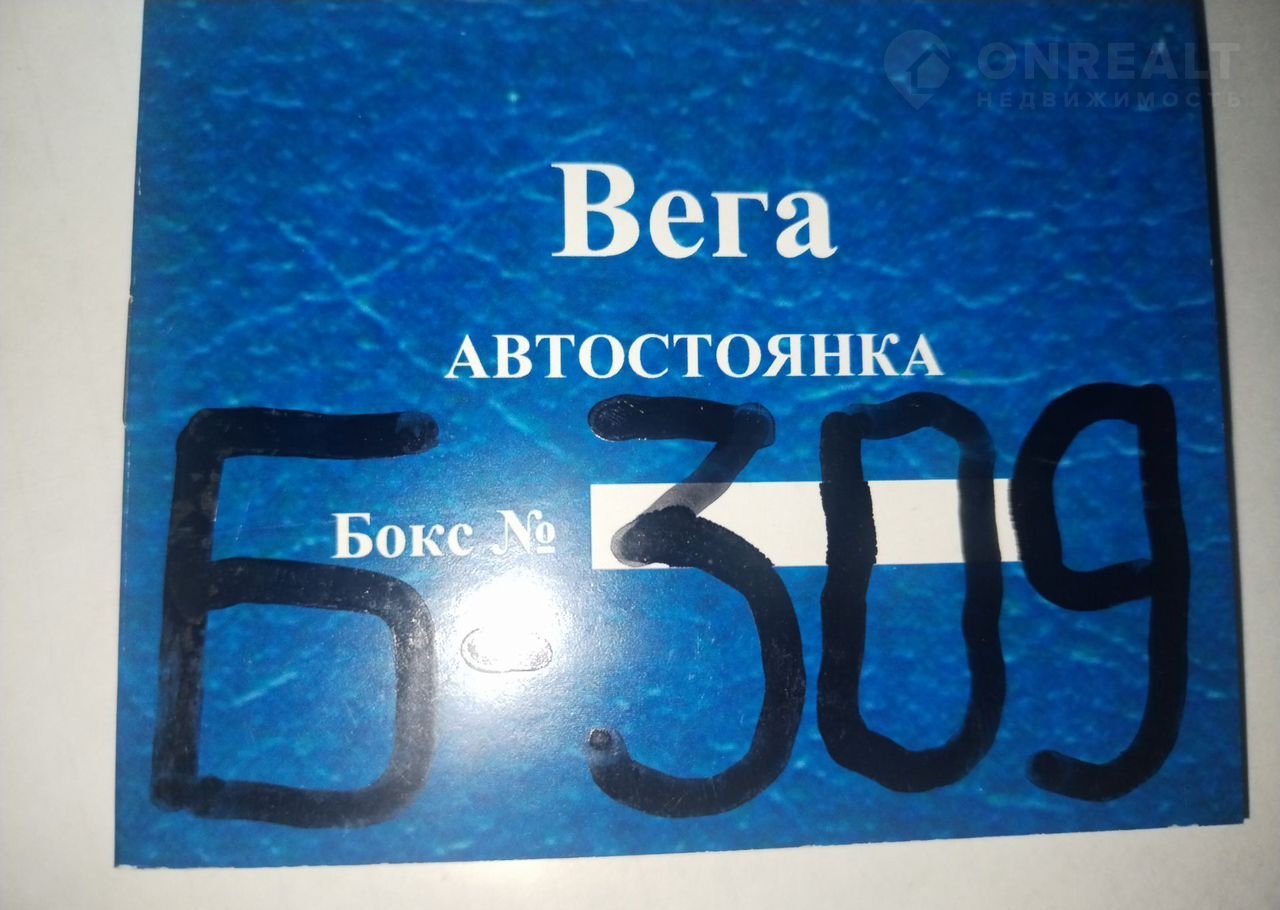 ONREALT
НЕДВИЖИМОСТЬ
Вега
АВТОСТОЯНКА
Бокс №
Б-309